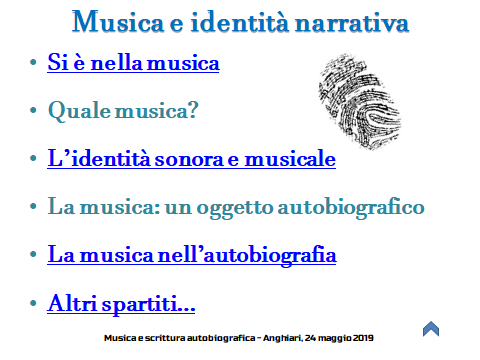 Musica e identità narrativa
• Si è nella musica
• Quale musica?
• L'identità sonora e musicale
• La musica: un oggetto autobiografico
• La musica nell'autobiografia
• Altri spartiti...
Musica e scrittura autobiografica – Anghiari, 24 maggio 2019